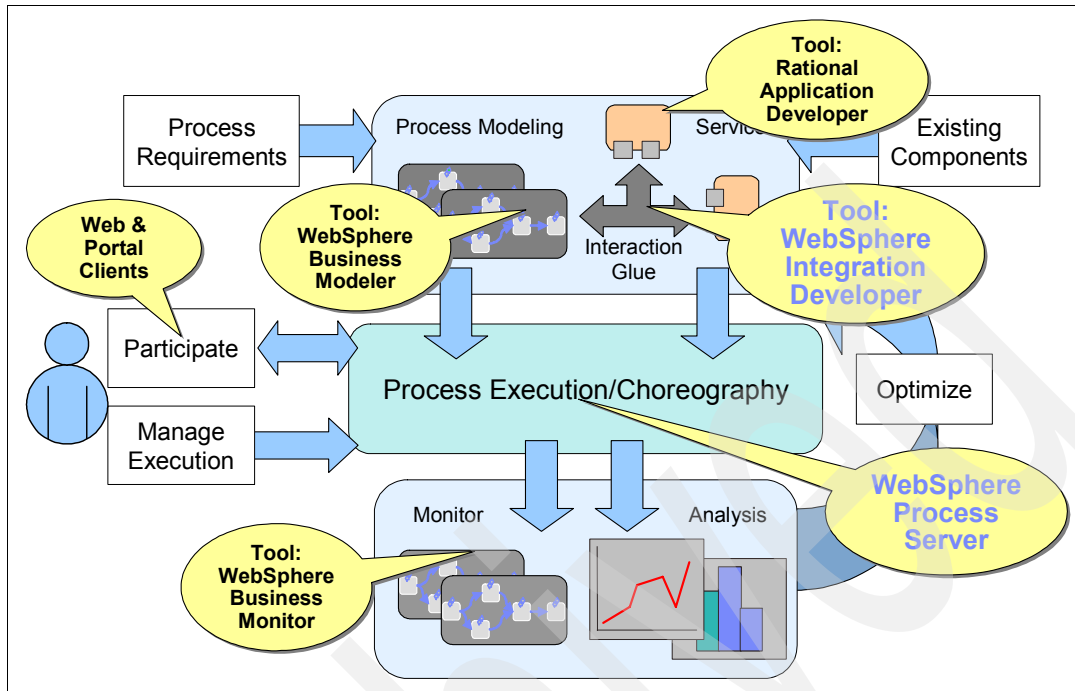 Tool:
Rational
Application
Developer
Process
Requirements
Process Modeling
Existing
Components
Web &
Portal
Clients
Tool:
WebSphere
Business
Modeler
Interaction
Glue
Tool:
WebSphere
Integration
Developer
Participate
Process Execution/Choreography
Optimize
Manage
Execution
WebSphere
Process
Server
Monitor
Analysis
Tool:
WebSphere
Business
Monitor